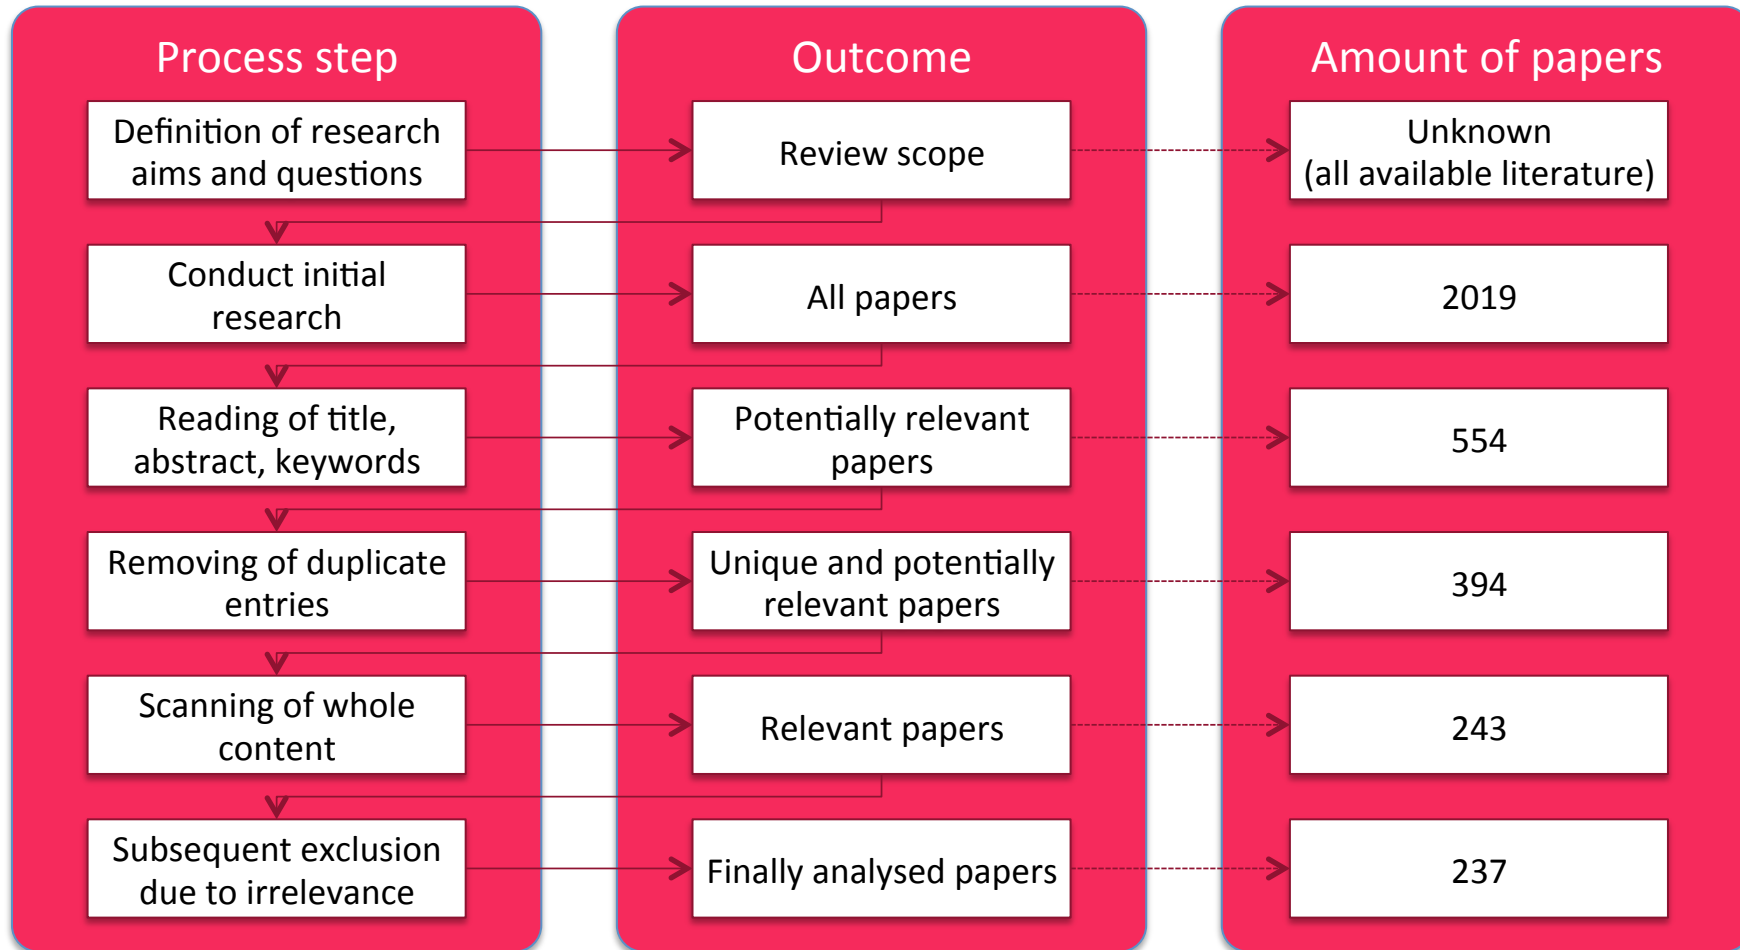 Process step
Outcome
Amount of papers
Definition of research
aims and questions
Review scope
Unknown
(all available literature)
Conduct initial
research
All papers
2019
Reading of title,
abstract, keywords
Potentially relevant
papers
554
Removing of duplicate
entries
Unique and potentially
relevant papers
394
Scanning of whole
content
Relevant papers
243
Subsequent exclusion
due to irrelevance
Finally analysed papers
237